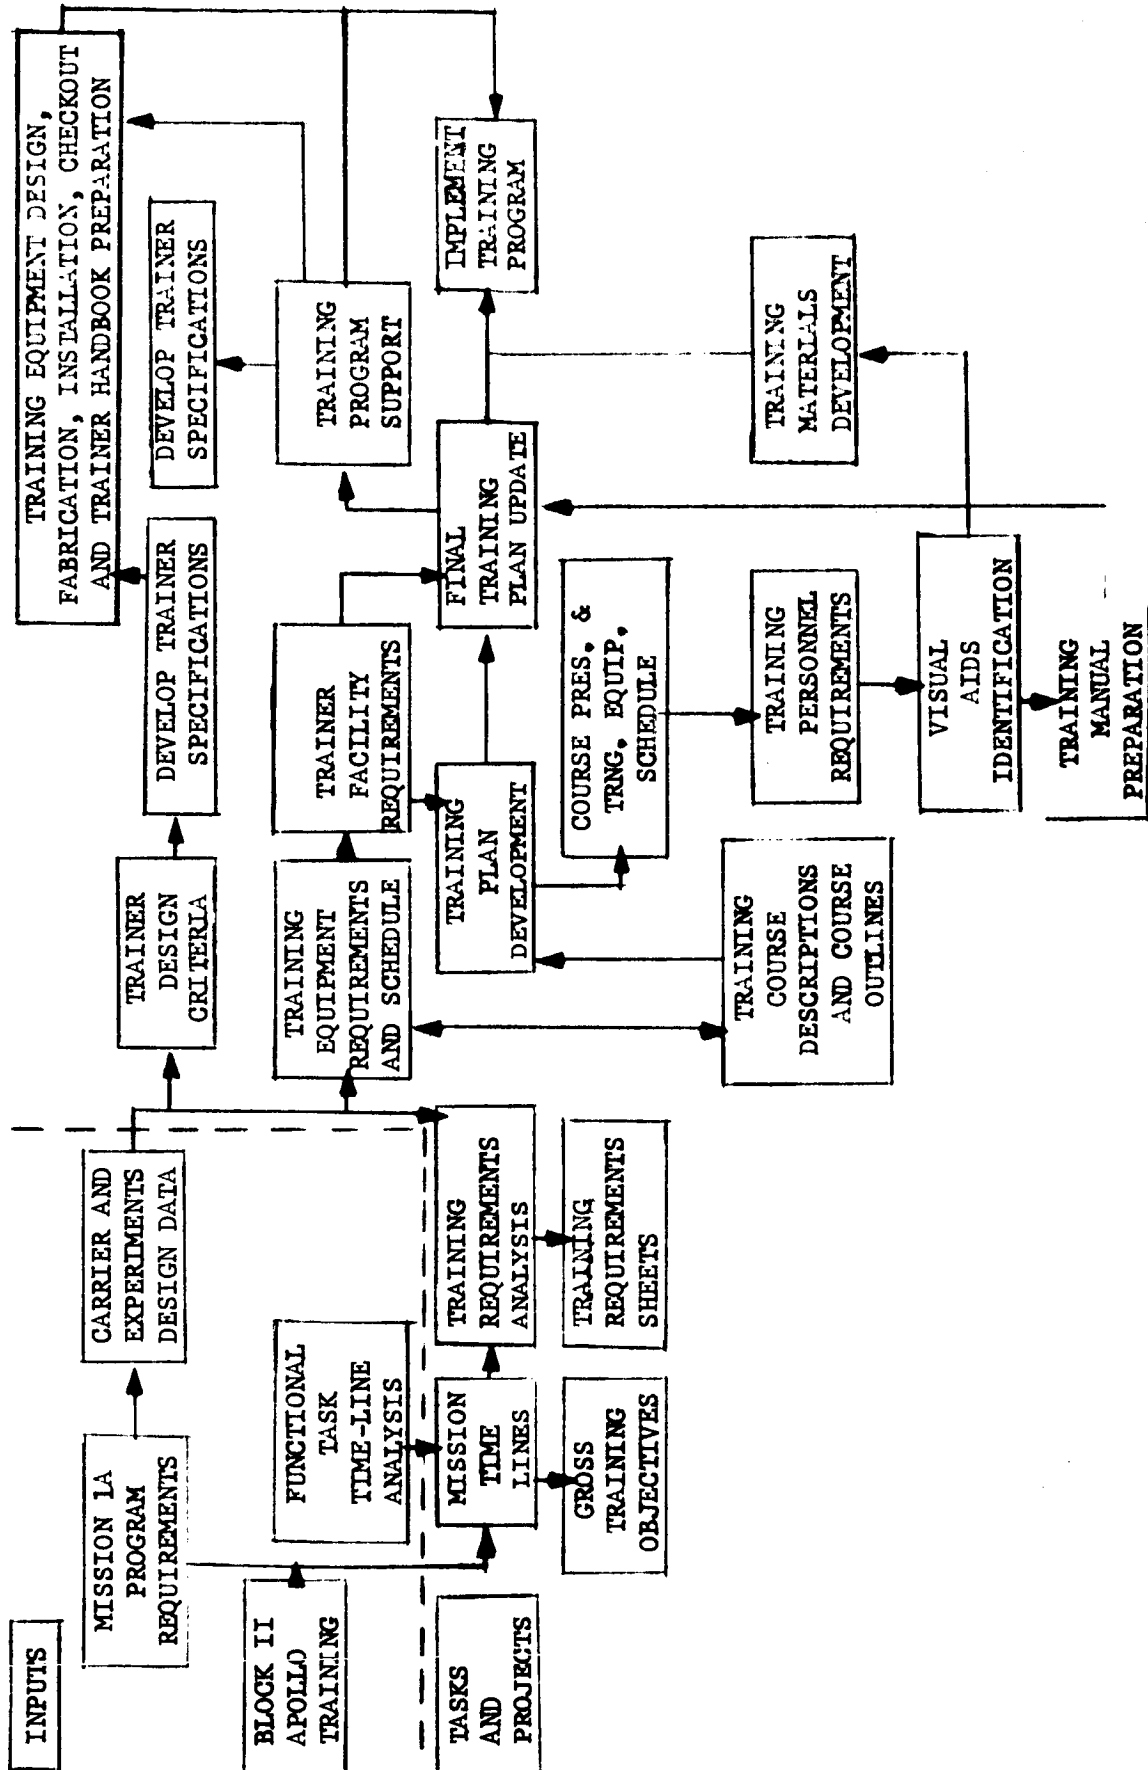 INPUTS
MISSION 1A
PROGRAM
REQUIREMENTS
CARRIER AND
EXPERIMENTS
DESIGN DATA
BLOCK II
APOLLO
TRAINING
FUNCTIONAL
TASK
TIME-LINE
ANALYSIS
TASKS
AND
PROJECTS
MISSION
TIME
LINES
TRAINING
REQUIREMENTS
ANALYSIS
GROSS
TRAINING
OBJECTIVES
TRAINING
REQUIREMENTS
SHEETS
TRAINER
DESIGN
CRITERIA
DEVELOP TRAINER
SPECIFICATIONS
DEVELOP TRAINER
SPECIFICATIONS
TRAINING EQUIPMENT DESIGN,
FABRICATION, INSTALLATION, CHECKOUT
AND TRAINER HANDBOOK PREPARATION
TRAINING
EQUIPMENT
REQUIREMENTS
AND SCHEDULE
TRAINER
FACILITY
REQUIREMENTS
TRAINING
PROGRAM
SUPPORT
TRAINING
PLAN
DEVELOPMENT
FINAL
TRAINING
PLAN UPDATE
IMPLEMENT
TRAINING
PROGRAM
COURSE PRES. &
TRNG. EQUIP.
SCHEDULE
TRAINING
COURSE
DESCRIPTIONS
AND COURSE
OUTLINES
TRAINING
PERSONNEL
REQUIREMENTS
TRAINING
MATERIALS
DEVELOPMENT
VISUAL
AIDS
IDENTIFICATION
TRAINING
MANUAL
PREPARATION